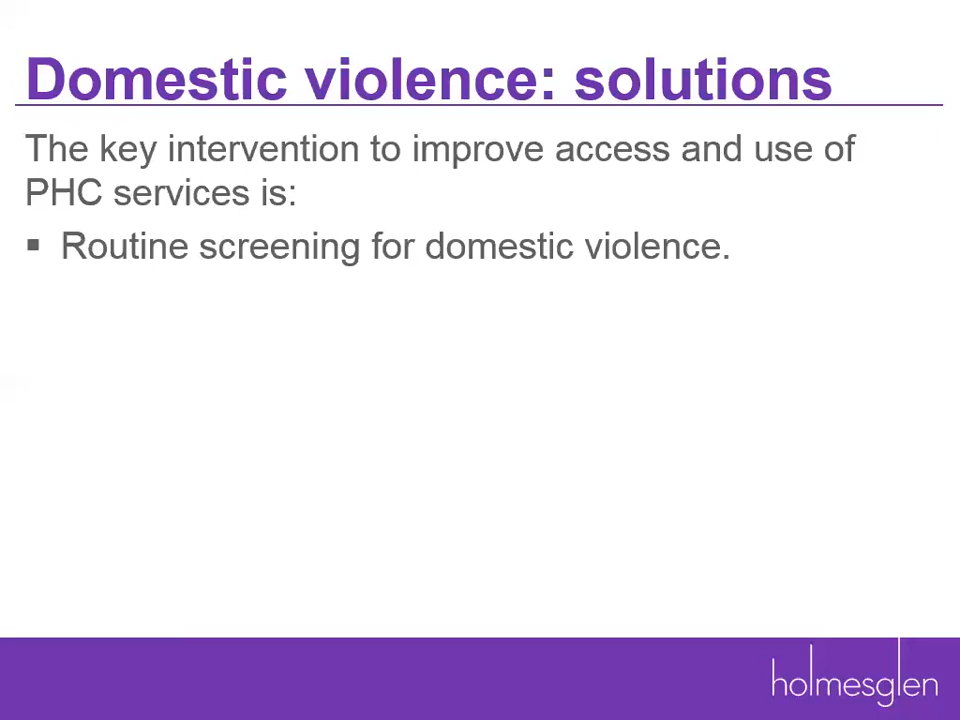 Domestic violence: solutions
The key intervention to improve access and use of
PHC services is:
▪ Routine screening for domestic violence.
holmesglen